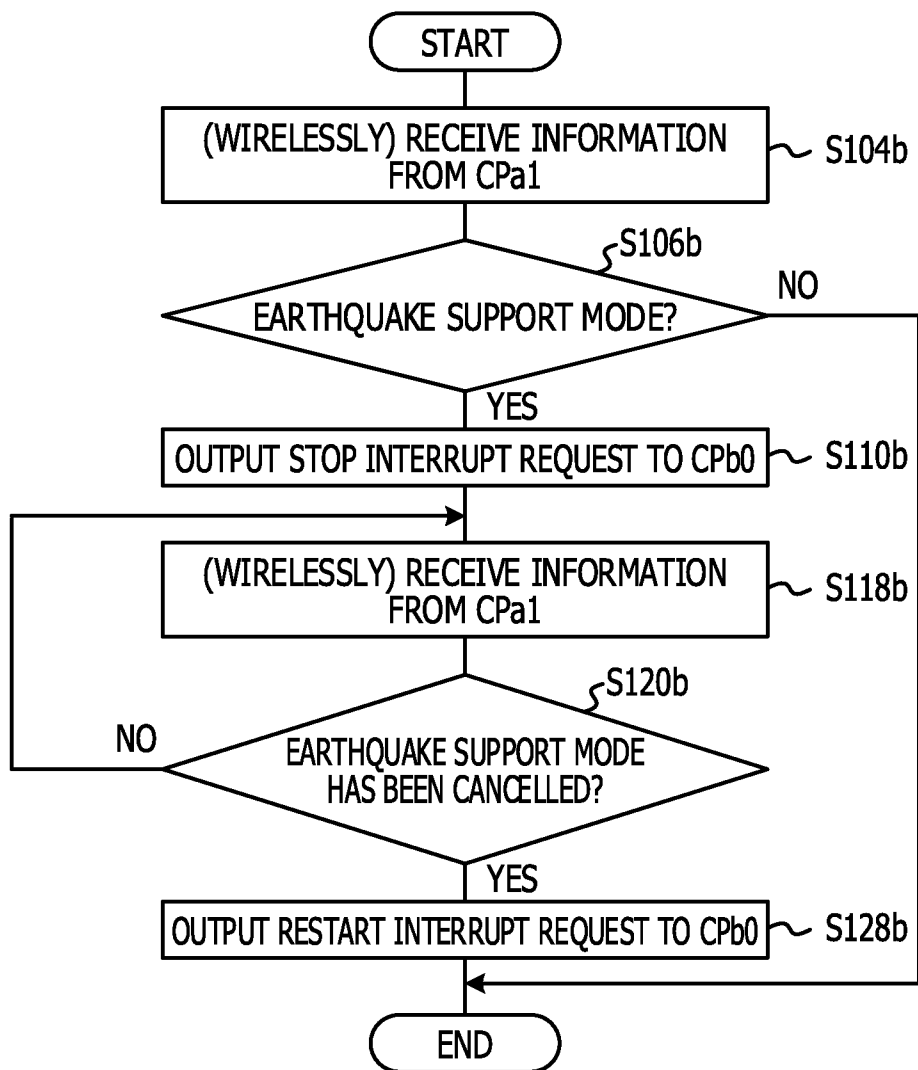 START
(WIRELESSLY) RECEIVE INFORMATION
FROM CPa1
S104b
S106b
EARTHQUAKE SUPPORT MODE?
NO
YES
OUTPUT STOP INTERRUPT REQUEST TO CPb0
S110b
(WIRELESSLY) RECEIVE INFORMATION
FROM CPa1
S118b
S120b
NO
EARTHQUAKE SUPPORT MODE
HAS BEEN CANCELLED?
YES
OUTPUT RESTART INTERRUPT REQUEST TO CPb0
S128b
END